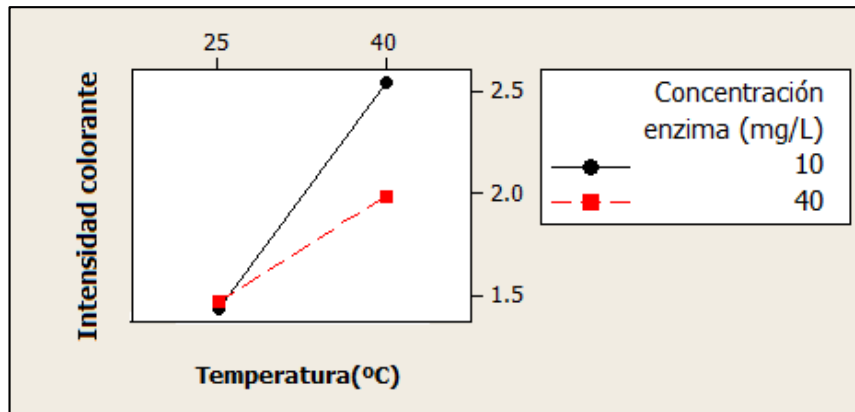 25 40
Intensidad colorante
2.5
2.0
1.5
Temperatura(ºC)
Concentración
enzima (mg/L)
10
40